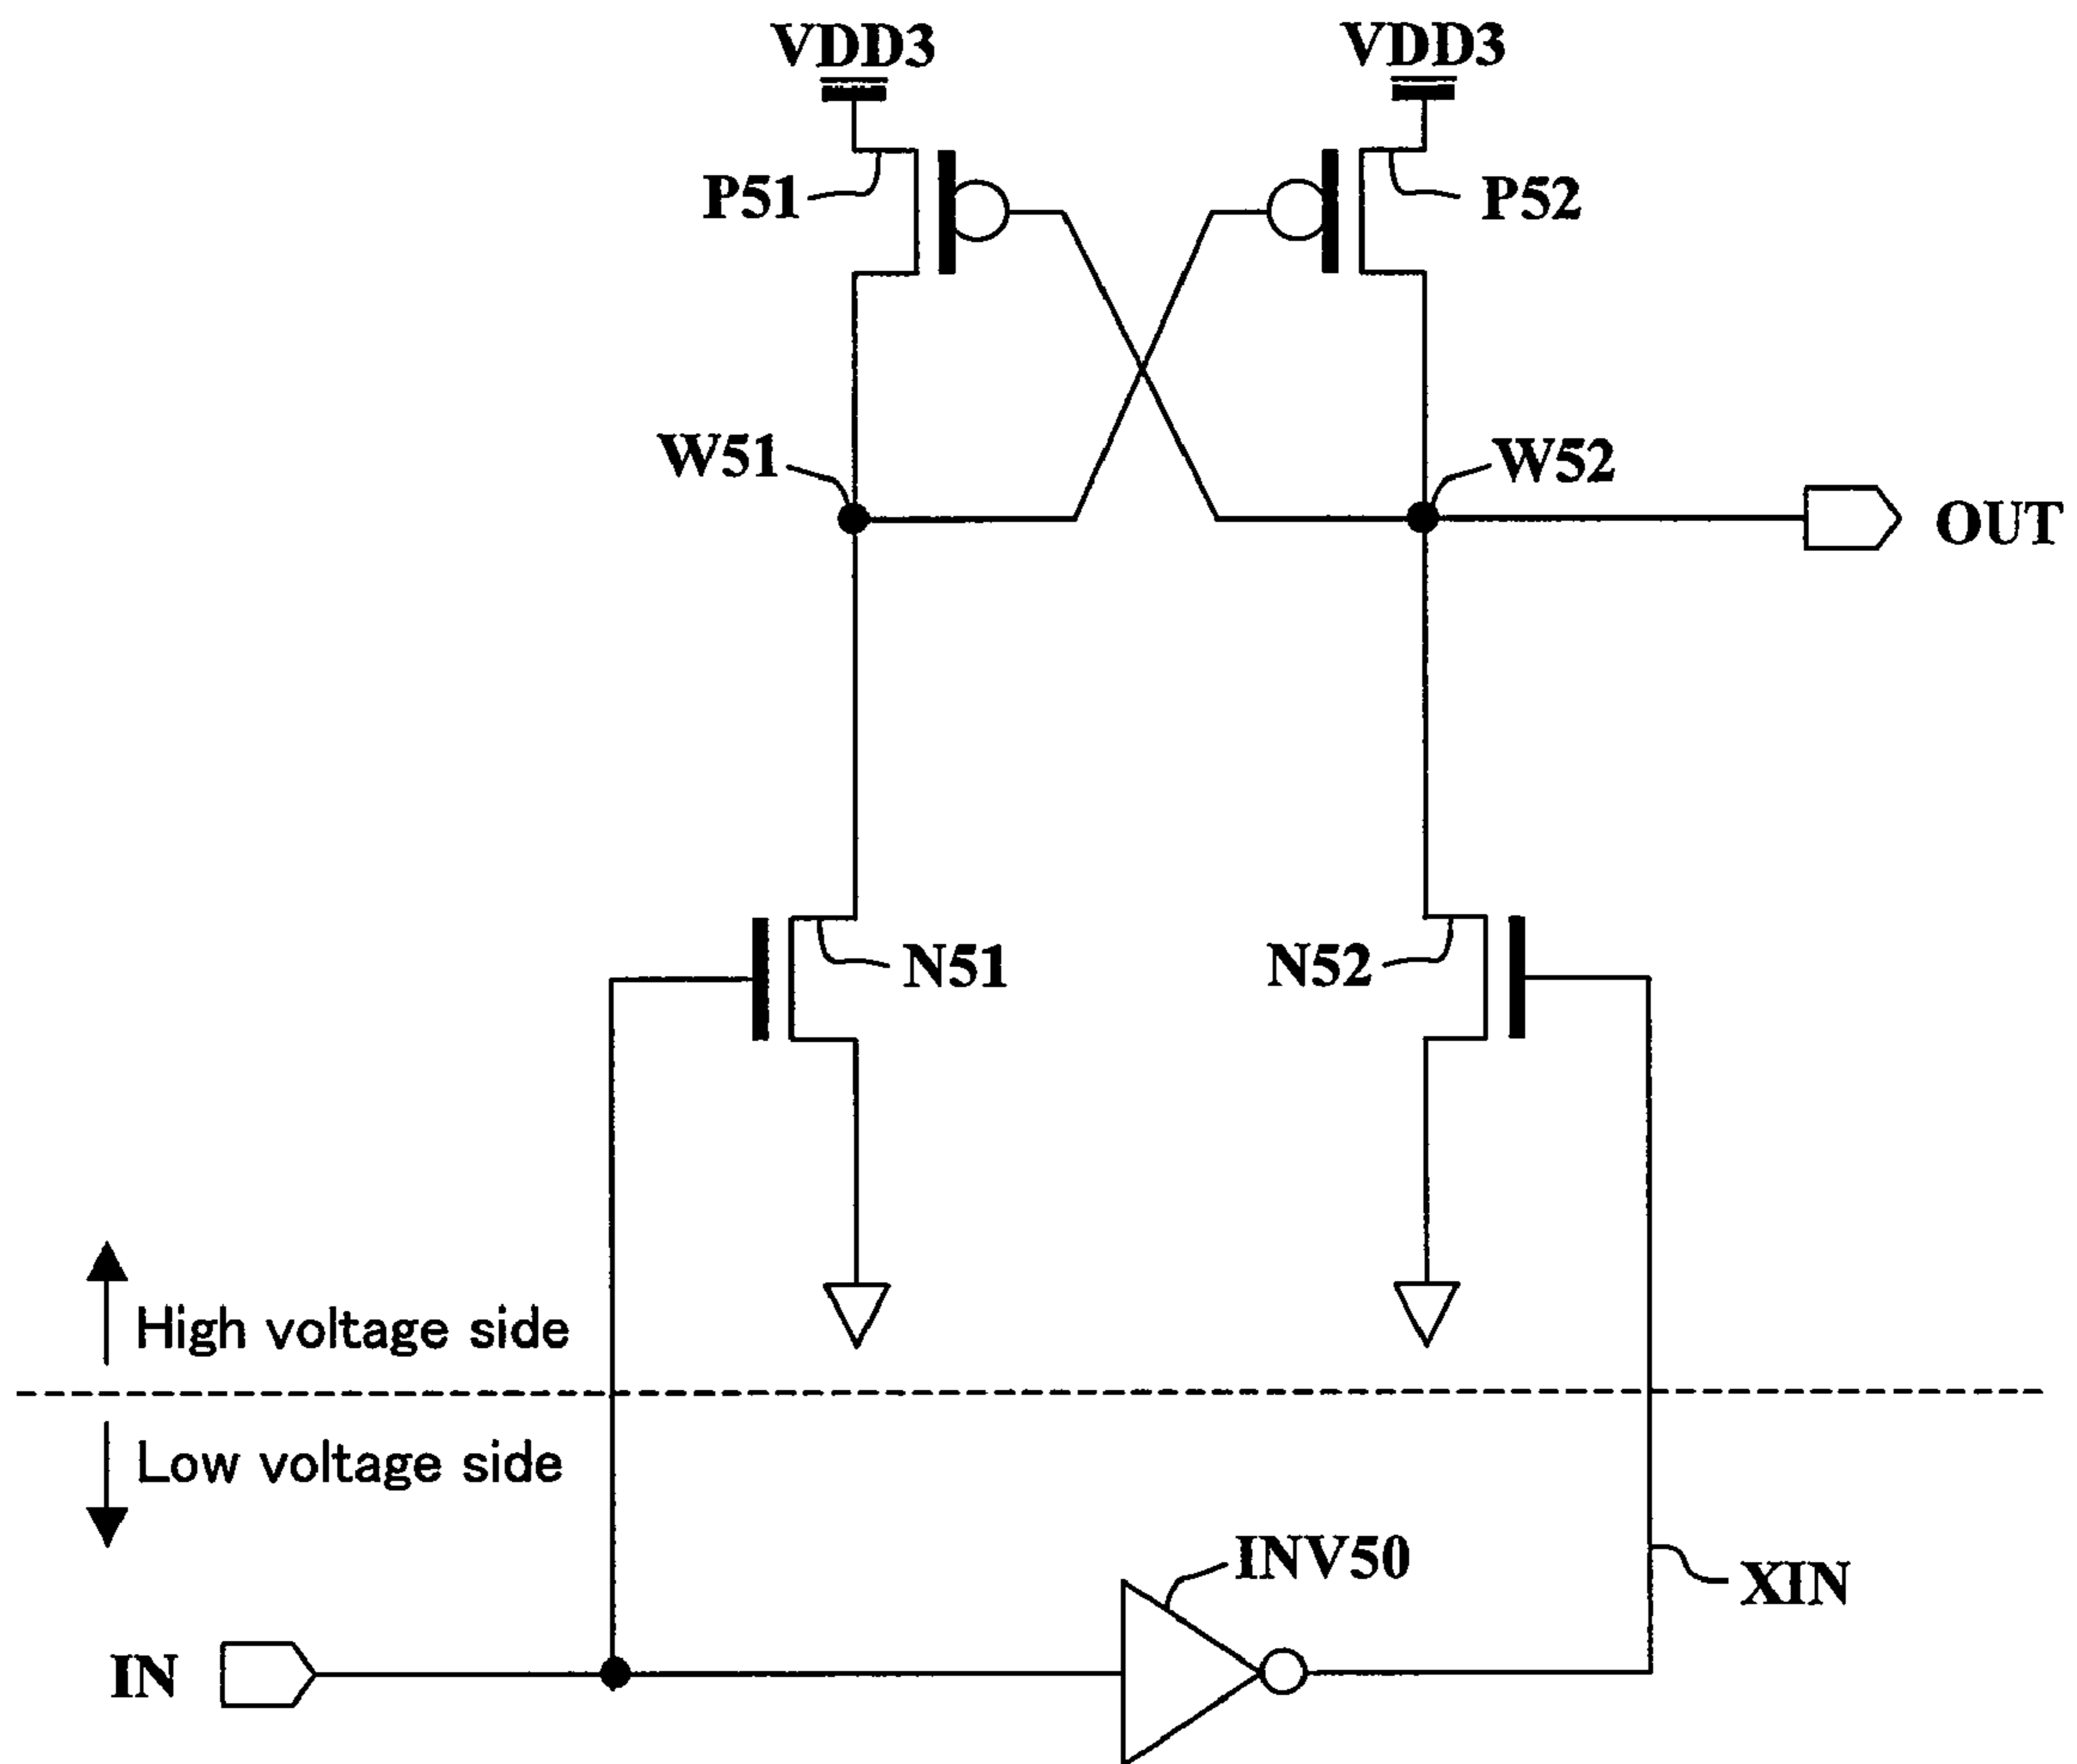 VDD3
VDD3
P51
P52
W51
W52
OUT
N51
N52
High voltage side
Low voltage side
INV50
XIN
IN